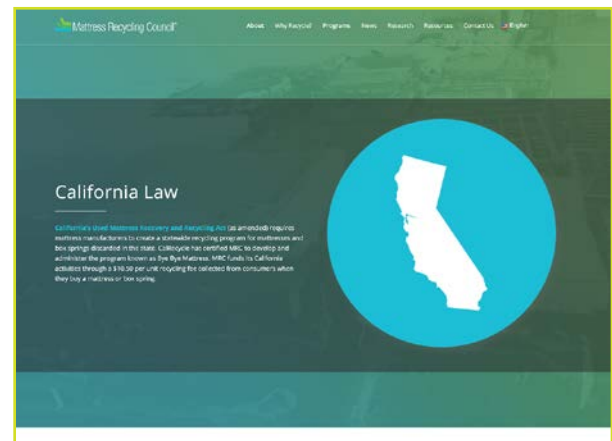 Mattress Recycling Council
About Why Recycle? Programs News Research Resources Contact Us English
California Law
California's Used Mattress Recovery and Recycling Act (as amended) requires
mattress manufacturers to create a statewide recycling program for mattresses and
box springs discarded in the state. CalRecycle has certified MRC to develop and
administer the program known as Bye Bye Mattress. MRC funds its California
activities through a $10.50 per unit recycling fee collected from consumers when
they buy a mattress or box spring.